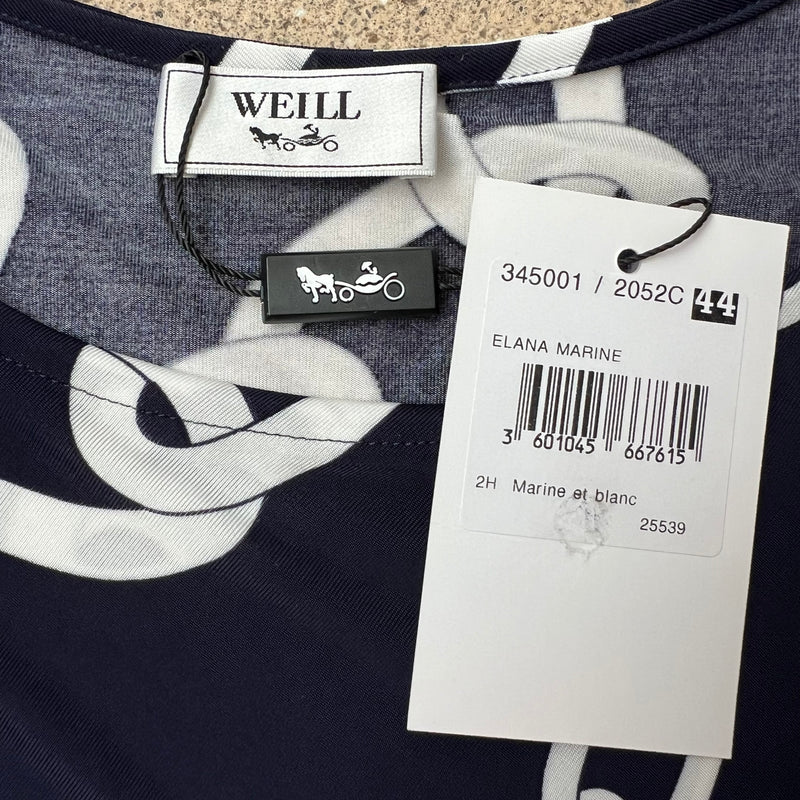 WEILL
345001 / 2052C 44
ELANA MARINE
3 601045 667615
2H Marine et blanc
25539